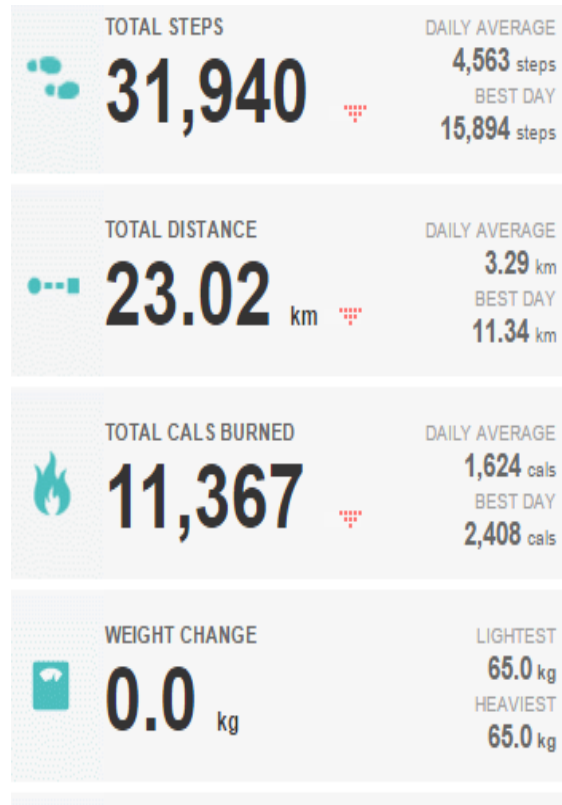 TOTAL STEPS
31,940
DAILY AVERAGE
4,563 steps
BEST DAY
15,894 steps
TOTAL DISTANCE
23.02 km
DAILY AVERAGE
3.29 km
BEST DAY
11.34 km
TOTAL CALS BURNED
11,367
DAILY AVERAGE
1,624 cals
BEST DAY
2,408 cals
WEIGHT CHANGE
0.0 kg
LIGHTEST
65.0 kg
HEAVIEST
65.0 kg